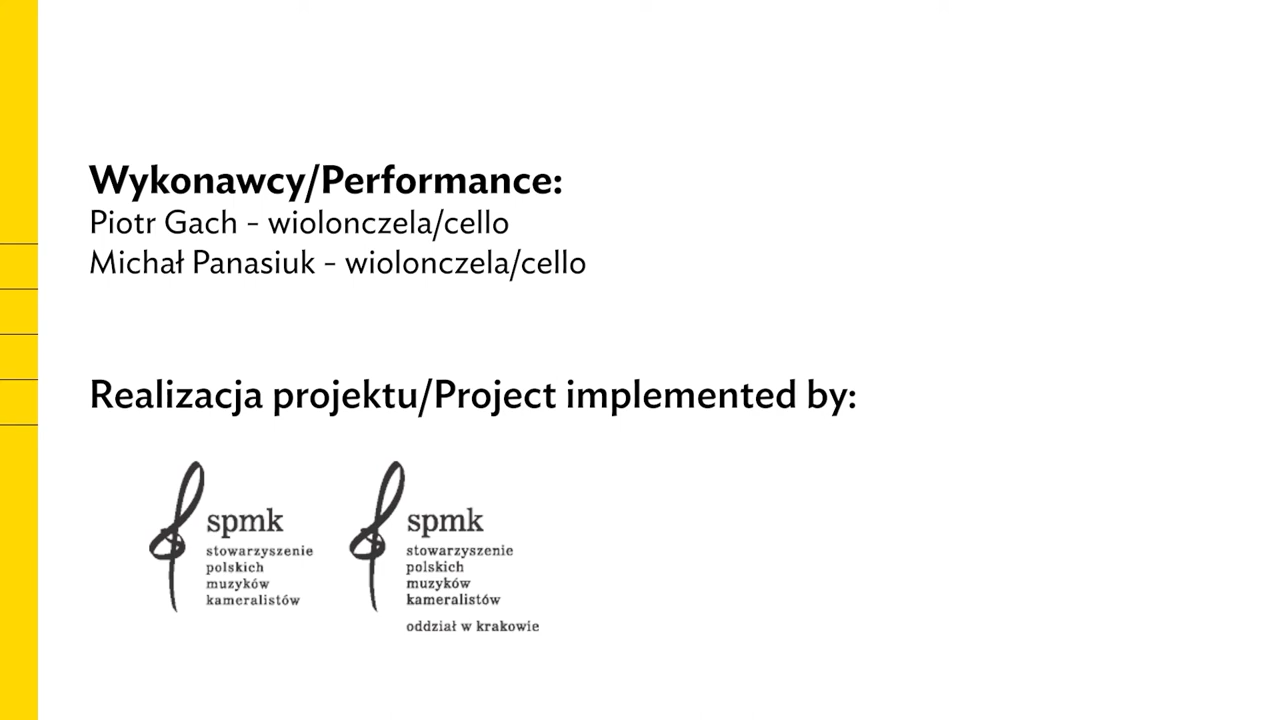 Wykonawcy/Performance:
Piotr Gach – wiolonczela/cello
Michał Panasiuk – wiolonczela/cello
Realizacja projektu/Project implemented by:
spmk
stowarzyszenie
polskich
muzyków
kameralistów
spmk
stowarzyszenie
polskich
muzyków
kameralistów
oddział w krakowie